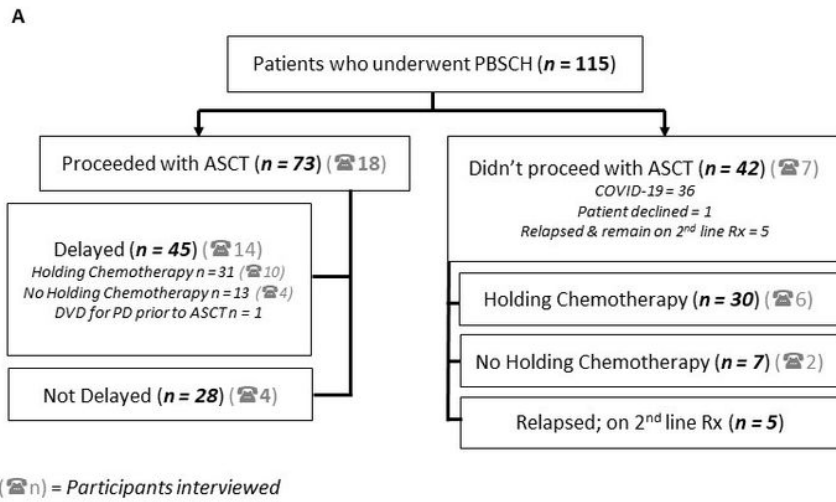 A
Patients who underwent PBSCH (n = 115)
Proceeded with ASCT (n = 73) (☎18)
Didn’t proceed with ASCT (n = 42) (☎7)
COVID-19 = 36
Patient declined = 1
Relapsed & remain on 2nd line Rx = 5
Delayed (n = 45) (☎14)
Holding Chemotherapy n = 31 (☎10)
No Holding Chemotherapy n = 13 (☎4)
DVD for PD prior to ASCT n = 1
Not Delayed (n = 28) (☎4)
Holding Chemotherapy (n = 30) (☎6)
No Holding Chemotherapy (n = 7) (☎2)
Relapsed; on 2nd line Rx (n = 5)
(☎n) = Participants interviewed